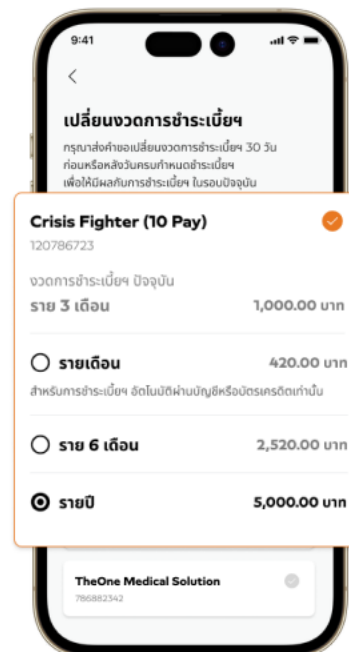 9:41
เปลี่ยนงวดการชำระเบี้ยฯ
กรุณาส่งคำขอเปลี่ยนงวดการชำระเบี้ยฯ 30 วัน
ก่อนหรือหลังวันครบกำหนดชำระเบี้ยฯ
เพื่อให้มีผลกับการชำระเบี้ยฯ ในรอบปัจจุบัน
Crisis Fighter (10 Pay)
120786723
งวดการชำระเบี้ยฯ ปัจจุบัน
ราย 3 เดือน 1,000.00 บาท
รายเดือน 420.00 บาท
สำหรับการชำระเบี้ยฯ อัตโนมัติผ่านบัญชีหรือบัตรเครดิตเท่านั้น
ราย 6 เดือน 2,520.00 บาท
รายปี 5,000.00 บาท
TheOne Medical Solution
786882342